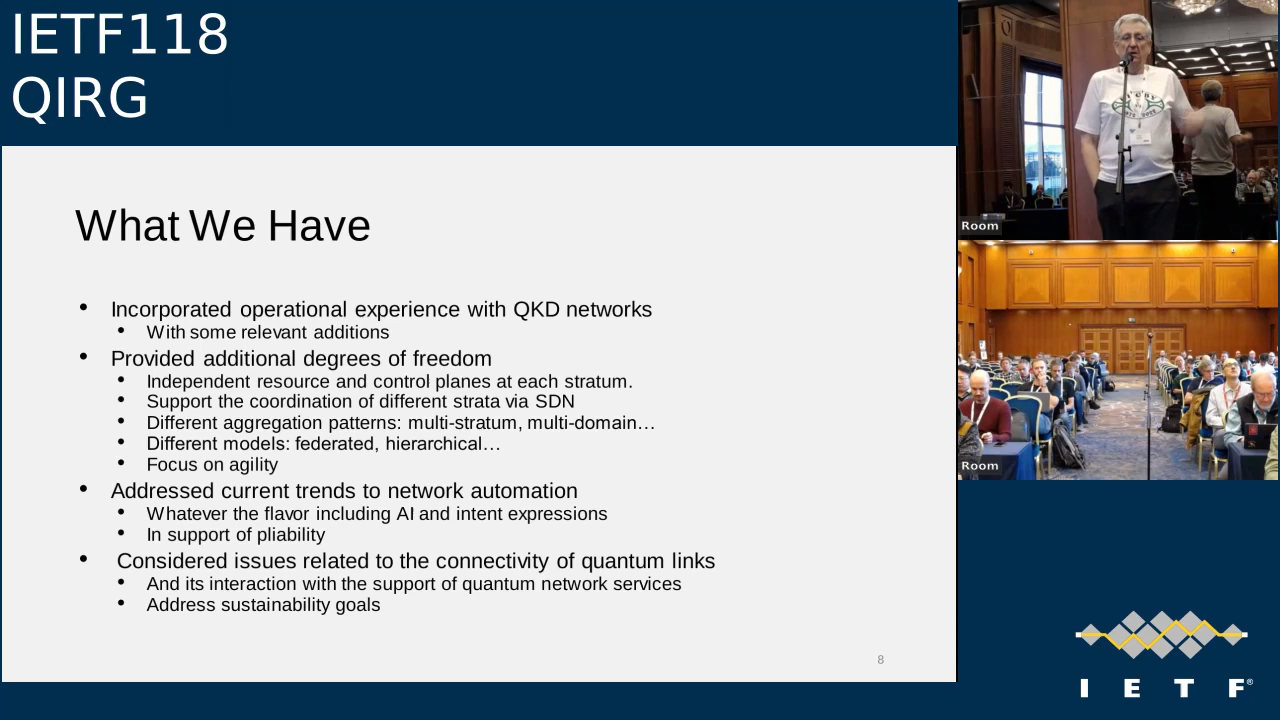 IETF118
QIRG
What We Have
• Incorporated operational experience with QKD networks
• With some relevant additions
• Provided additional degrees of freedom
• Independent resource and control planes at each stratum.
• Support the coordination of different strata via SDN
• Different aggregation patterns: multi-stratum, multi-domain…
• Different models: federated, hierarchical…
• Focus on agility
• Addressed current trends to network automation
• Whatever the flavor including AI and intent expressions
• In support of pliability
• Considered issues related to the connectivity of quantum links
• And its interaction with the support of quantum network services
• Address sustainability goals
8
Room
Room
I E T F®